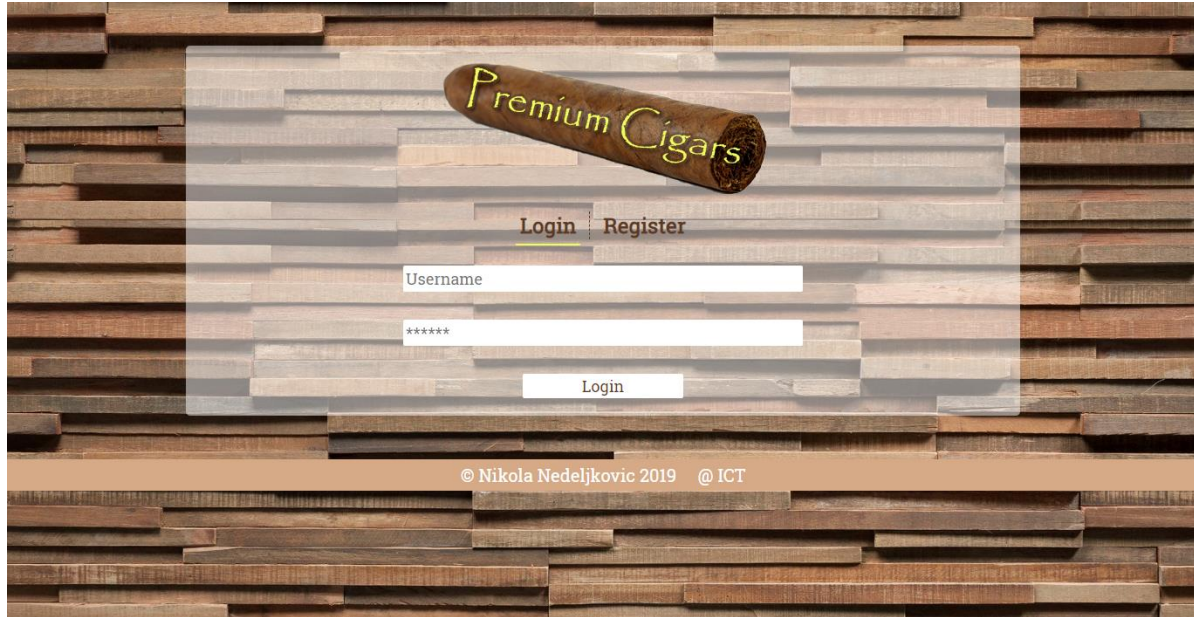 Premium Cigars
Login Register
Username
******
Login
© Nikola Nedeljkovic 2019 @ ICT